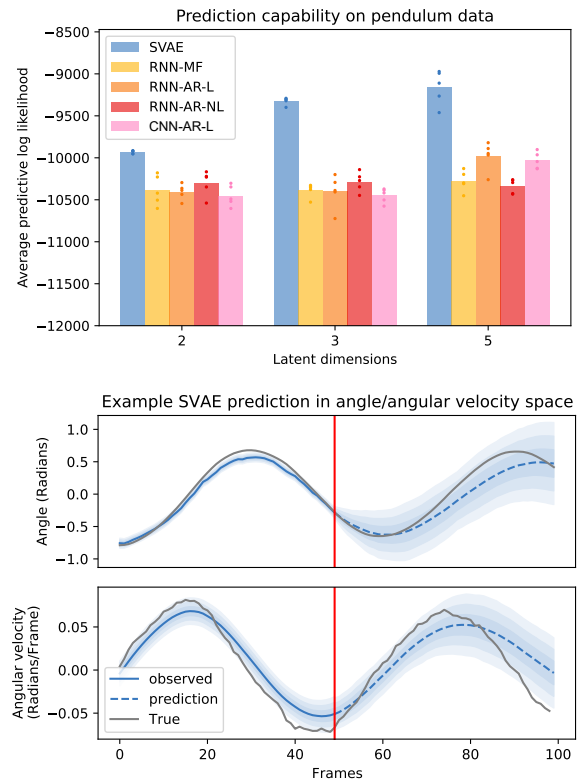 Prediction capability on pendulum data
Average predictive log likelihood
−8500
−9000
−9500
−10000
−10500
−11000
−11500
−12000
SVAE
RNN-MF
RNN-AR-L
RNN-AR-NL
CNN-AR-L
2
3
5
Latent dimensions
Example SVAE prediction in angle/angular velocity space
Angle (Radians)
1.0
0.5
0.0
−0.5
−1.0
Angular velocity
(Radians/Frame)
0.05
0.00
−0.05
observed
prediction
True
0
20
40
60
80
100
Frames